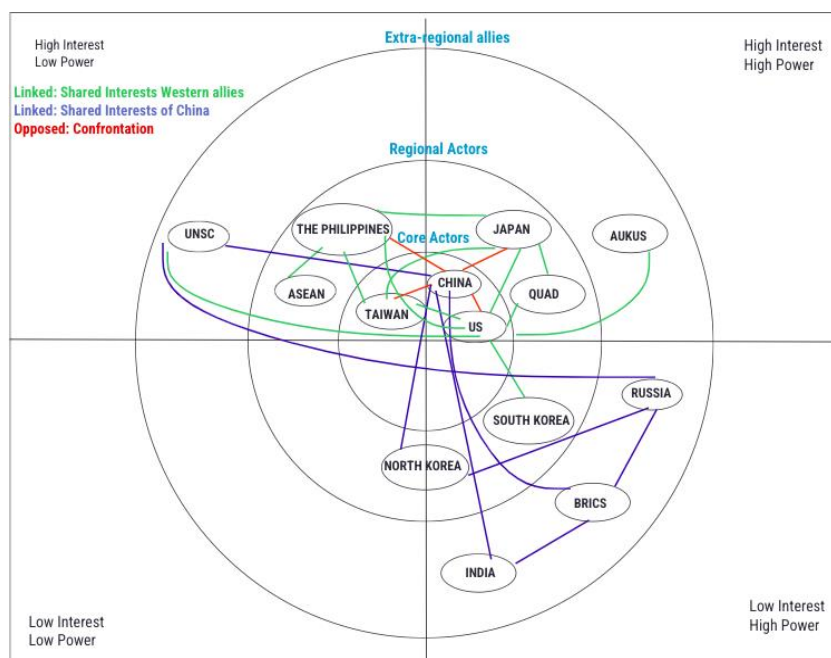 Extra-regional allies
High Interest
Low Power
High Interest
High Power
Linked: Shared Interests Western allies
Linked: Shared Interests of China
Opposed: Confrontation
Regional Actors
UNSC
THE PHILIPPINES
JAPAN
AUKUS
Core Actors
CHINA
ASEAN
QUAD
TAIWAN
US
RUSSIA
SOUTH KOREA
NORTH KOREA
BRICS
INDIA
Low Interest
Low Power
Low Interest
High Power